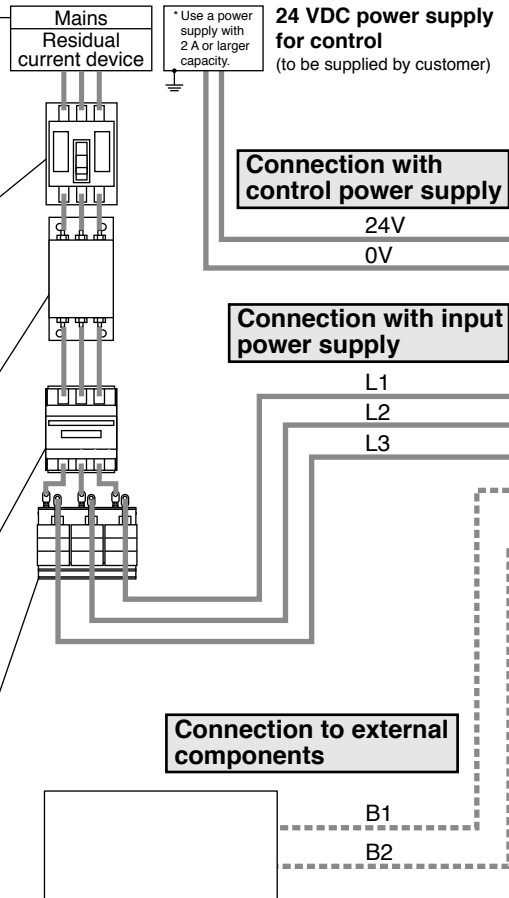 Mains
Residual
current device
* Use a power
supply with
2 A or larger
capacity.
24 VDC power supply
for control
(to be supplied by customer)
Connection with
control power supply
24V
0V
Connection with input
power supply
L1
L2
L3
Connection to external
components
B1
B2